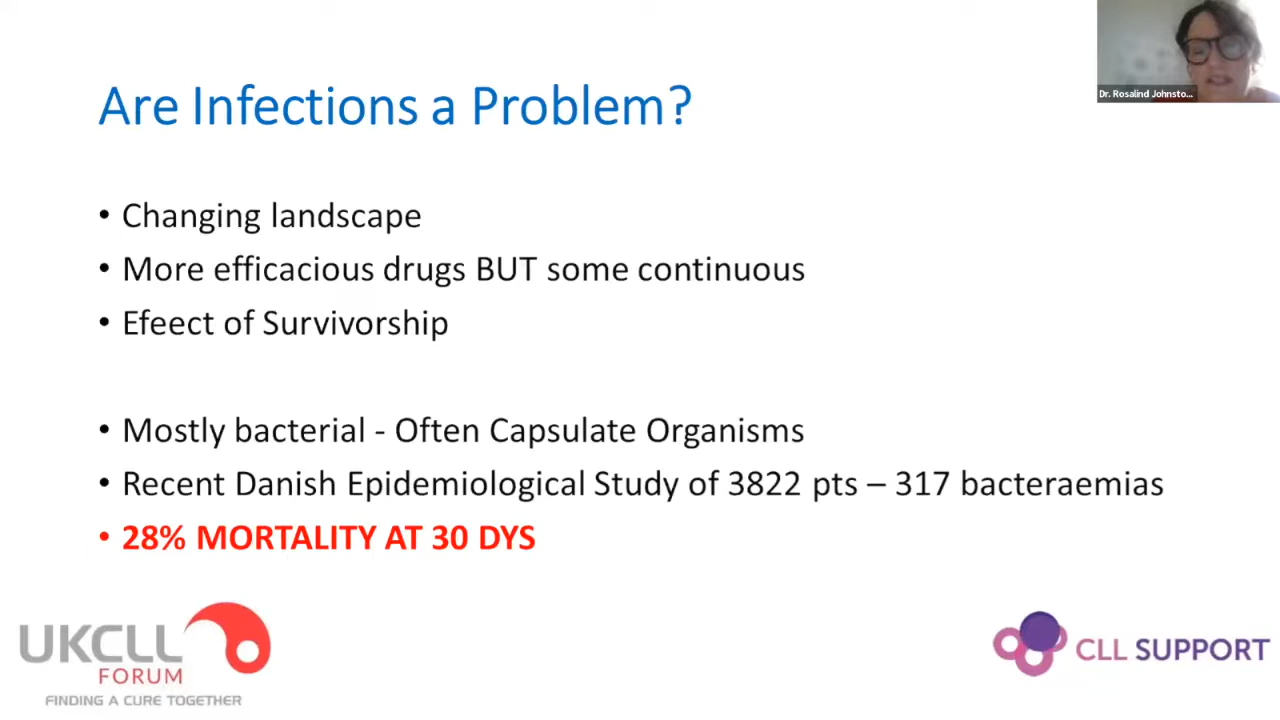 Dr. Rosalind Johnsto...
Are Infections a Problem?
• Changing landscape
• More efficacious drugs BUT some continuous
• Efeect of Survivorship
• Mostly bacterial - Often Capsulate Organisms
• Recent Danish Epidemiological Study of 3822 pts – 317 bacteraemias
• 28% MORTALITY AT 30 DYS
UKCLL
FORUM
FINDING A CURE TOGETHER
CLL SUPPORT